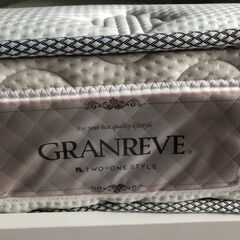 For your best quality lifestyle
GRANREVE®
TWO-ONE STYLE